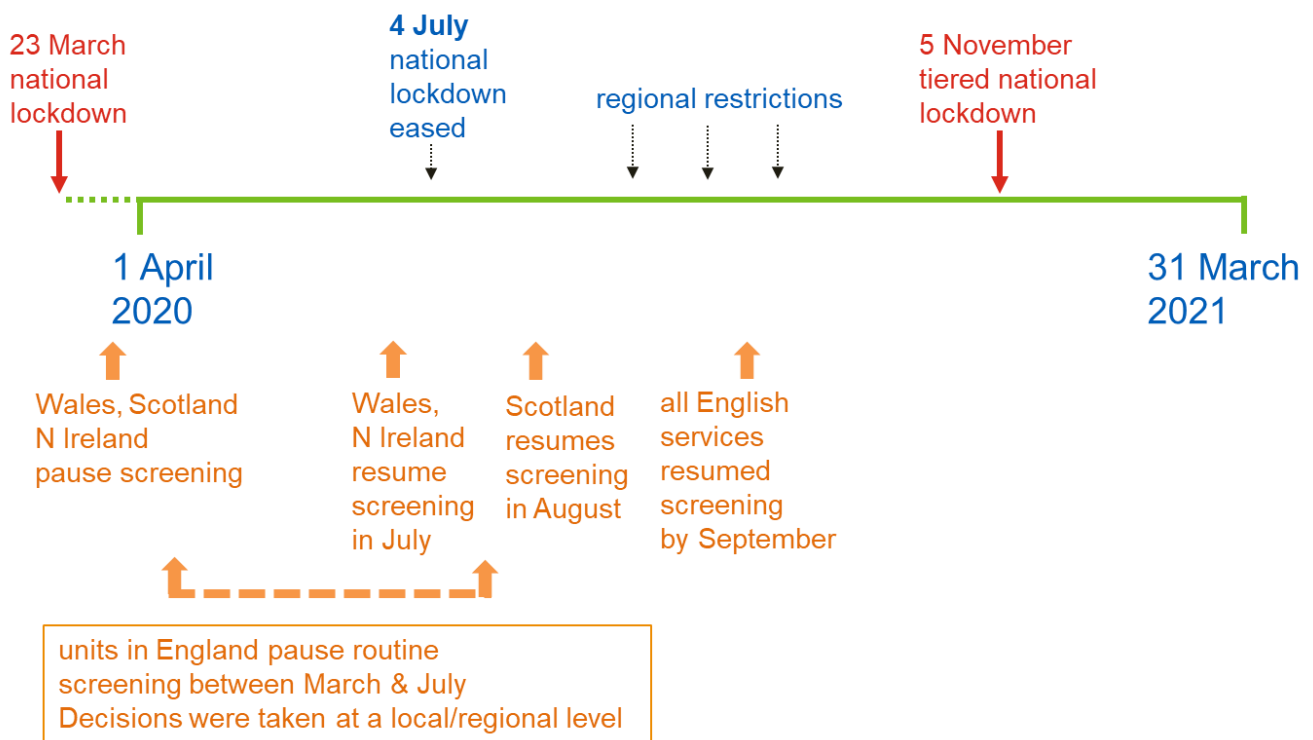 23 March
national
lockdown
4 July
national
lockdown
eased
regional restrictions
5 November
tiered national
lockdown
1 April
2020
31 March
2021
Wales, Scotland
N Ireland
pause screening
Wales,
N Ireland
resume
screening
in July
Scotland
resumes
screening
in August
all English
services
resumed
screening
by September
units in England pause routine
screening between March & July
Decisions were taken at a local/regional level